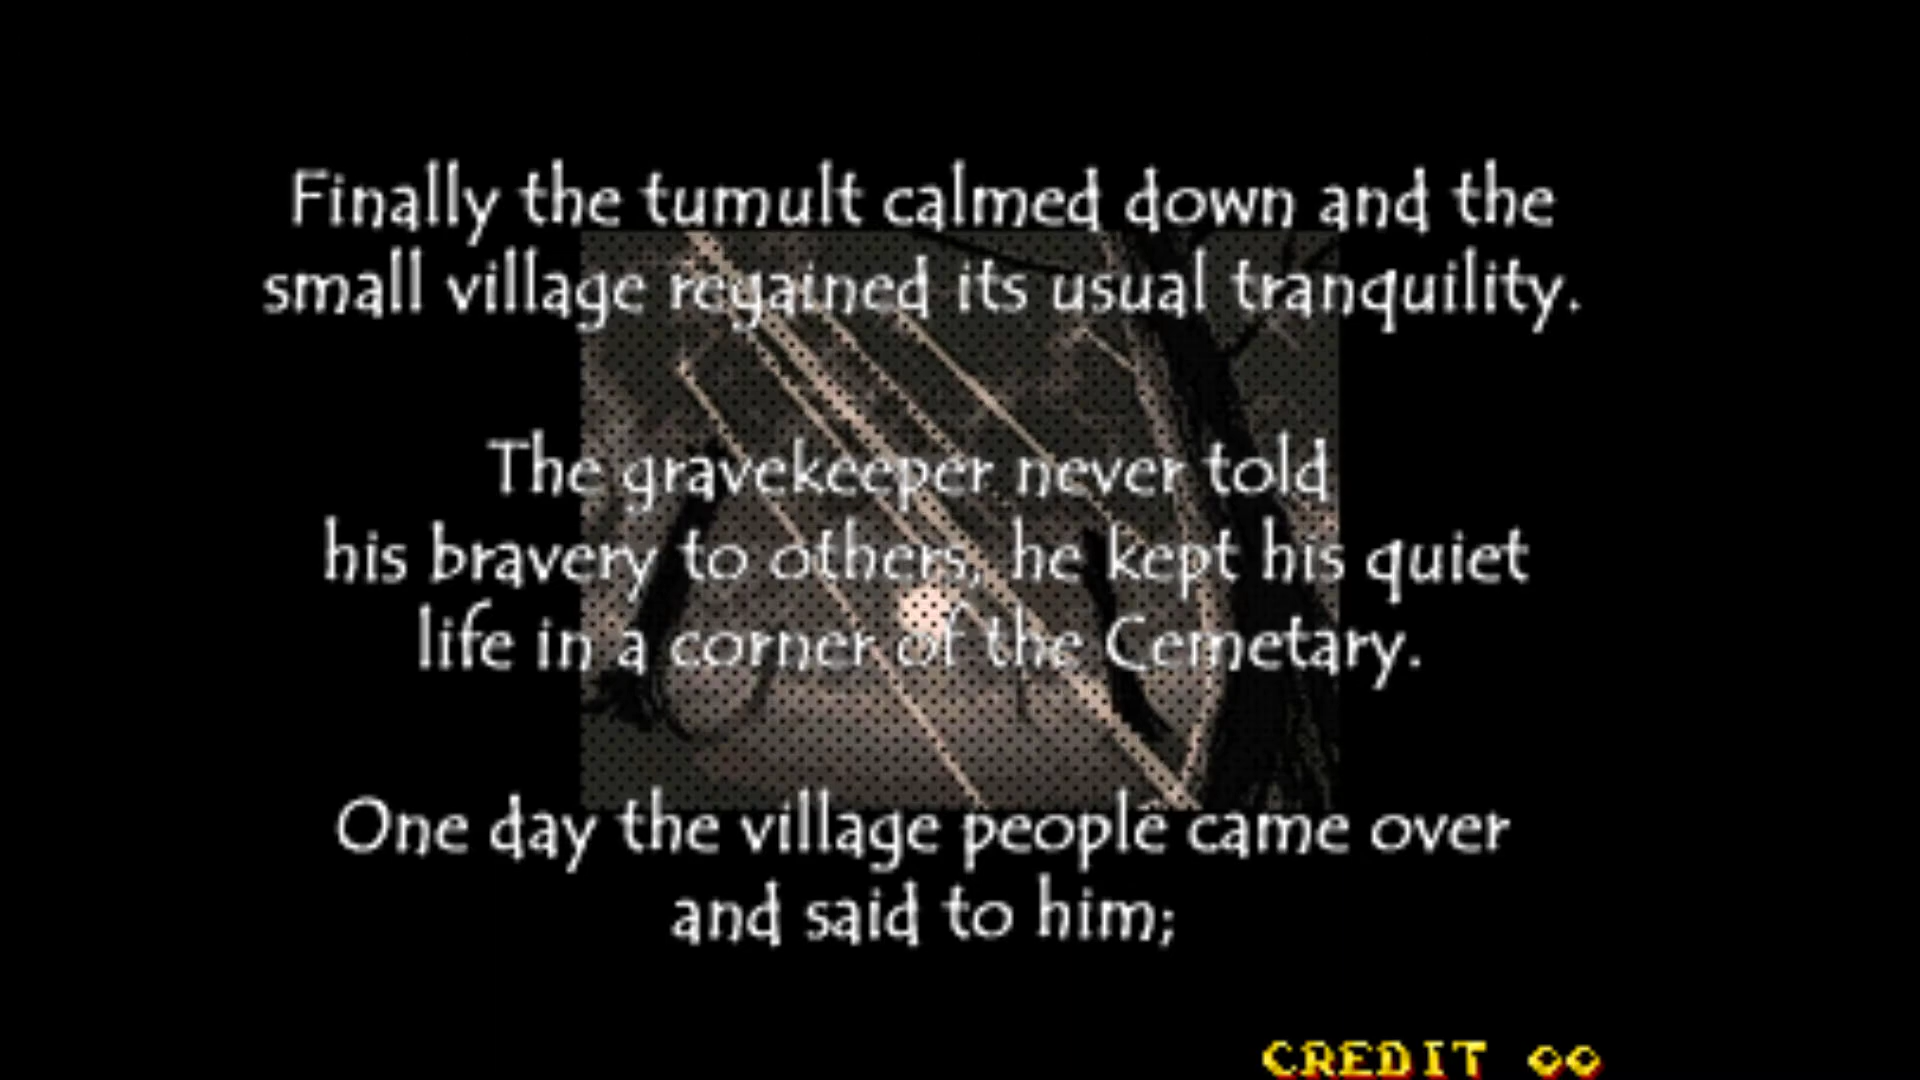 Finally the tumult calmed down and the
small village regained its usual tranquility.
The gravekeeper never told
his bravery to others, he kept his quiet
life in a corner of the Cemetary.
One day the village people came over
and said to him;
CREDIT 00